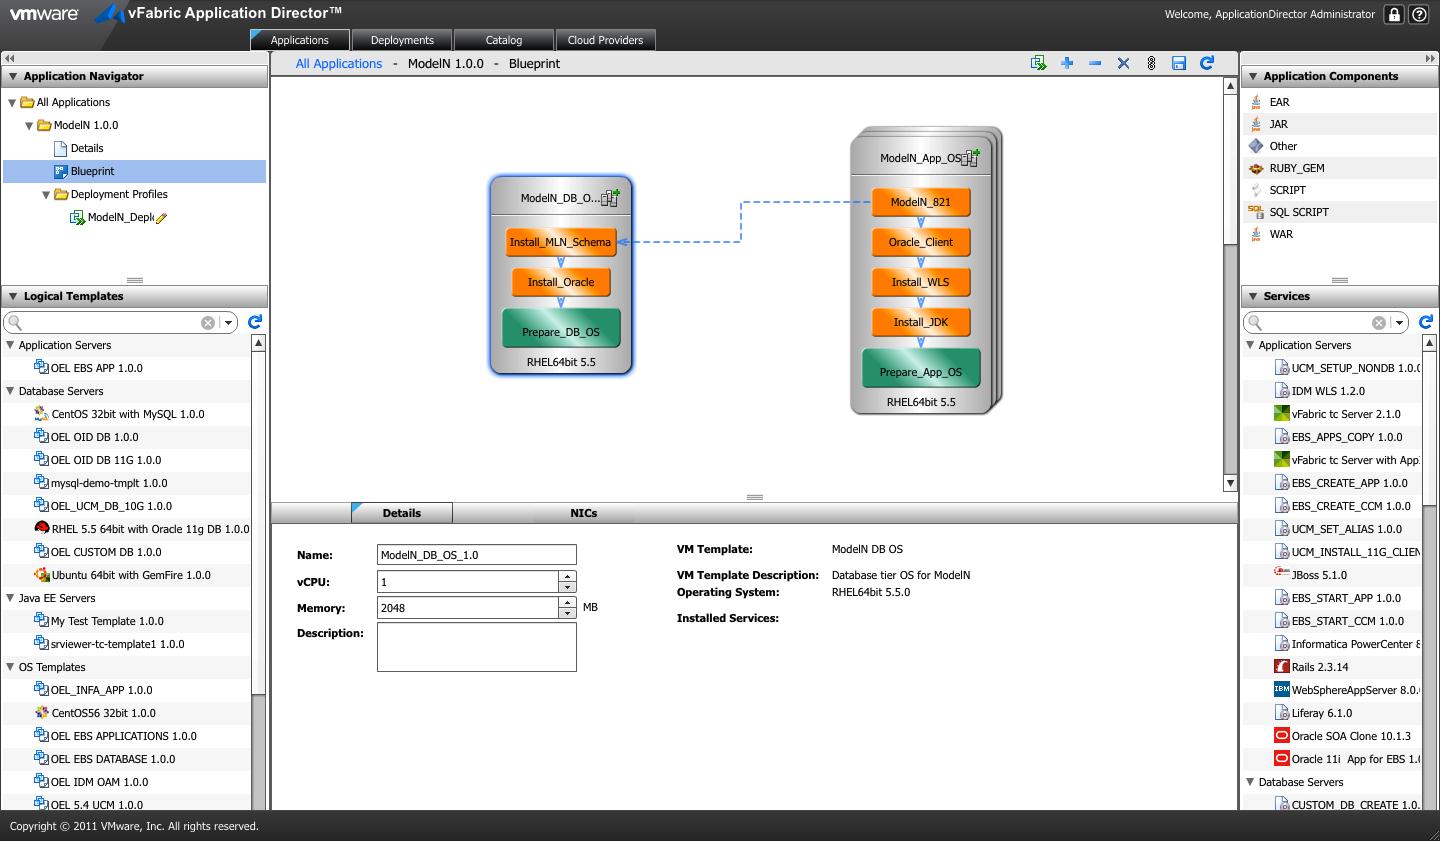 vmware vFabric Application Director™
Welcome, ApplicationDirector Administrator
Applications
Deployments
Catalog
Cloud Providers
Application Navigator
All Applications
ModelN 1.0.0
Details
Blueprint
Deployment Profiles
ModelN_Deplo
Logical Templates
Application Servers
OEL EBS APP 1.0.0
Database Servers
CentOS 32bit with MySQL 1.0.0
OEL OID DB 1.0.0
OEL OID DB 11G 1.0.0
mysql-demo-tmplt 1.0.0
OEL_UCM_DB_10G 1.0.0
RHEL 5.5 64bit with Oracle 11g DB 1.0.0
OEL CUSTOM DB 1.0.0
Ubuntu 64bit with GemFire 1.0.0
Java EE Servers
My Test Template 1.0.0
srviewer-tc-template1 1.0.0
OS Templates
OEL_INFA_APP 1.0.0
CentOS56 32bit 1.0.0
OEL EBS APPLICATIONS 1.0.0
OEL EBS DATABASE 1.0.0
OEL IDM OAM 1.0.0
OEL 5.4 UCM 1.0.0
All Applications - ModelN 1.0.0 - Blueprint
ModelN_DB_O...
Install_MLN_Schema
Install_Oracle
Prepare_DB_OS
RHEL64bit 5.5
ModelN_App_OS
ModelN_821
Oracle_Client
Install_WLS
Install_JDK
Prepare_App_OS
RHEL64bit 5.5
Details
NICs
Name: ModelN_DB_OS_1.0
vCPU: 1
Memory: 2048 MB
Description:
VM Template: ModelN DB OS
VM Template Description: Database tier OS for ModelN
Operating System: RHEL64bit 5.5.0
Installed Services:
Application Components
EAR
JAR
Other
RUBY_GEM
SCRIPT
SQL SCRIPT
WAR
Services
Application Servers
UCM_SETUP_NONDB 1.0.0
IDM WLS 1.2.0
vFabric tc Server 2.1.0
EBS_APPS_COPY 1.0.0
vFabric tc Server with App
EBS_CREATE_APP 1.0.0
EBS_CREATE_CCM 1.0.0
UCM_SET_ALIAS 1.0.0
UCM_INSTALL_11G_CLIEN
JBoss 5.1.0
EBS_START_APP 1.0.0
EBS_START_CCM 1.0.0
Informatica PowerCenter 8
Rails 2.3.14
IBM WebSphereAppServer 8.0.
Liferay 6.1.0
Oracle SOA Clone 10.1.3
Oracle 11i App for EBS 1.0
Database Servers
CUSTOM_DB_CREATE 1.0.
Copyright © 2011 VMware, Inc. All rights reserved.